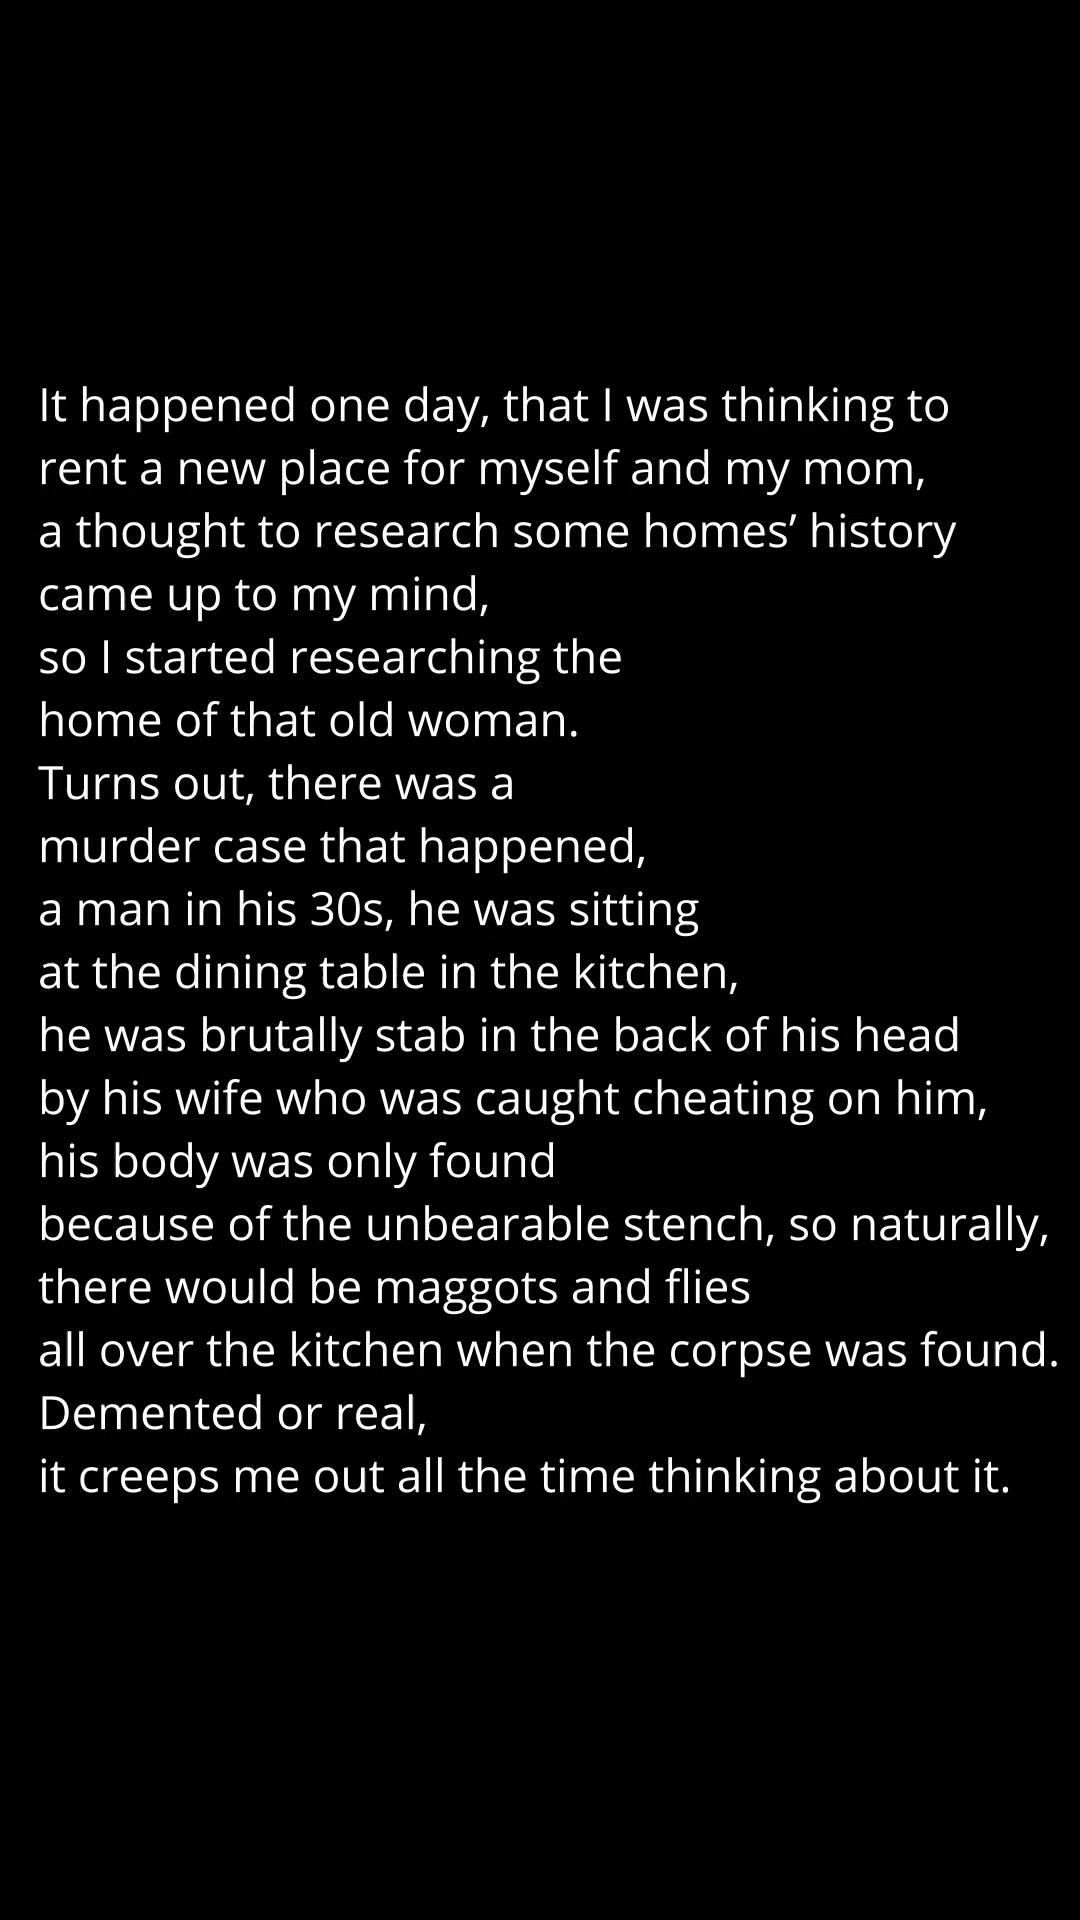 It happened one day, that I was thinking to
rent a new place for myself and my mom,
a thought to research some homes’ history
came up to my mind,
so I started researching the
home of that old woman.
Turns out, there was a
murder case that happened,
a man in his 30s, he was sitting
at the dining table in the kitchen,
he was brutally stab in the back of his head
by his wife who was caught cheating on him,
his body was only found
because of the unbearable stench, so naturally,
there would be maggots and flies
all over the kitchen when the corpse was found.
Demented or real,
it creeps me out all the time thinking about it.